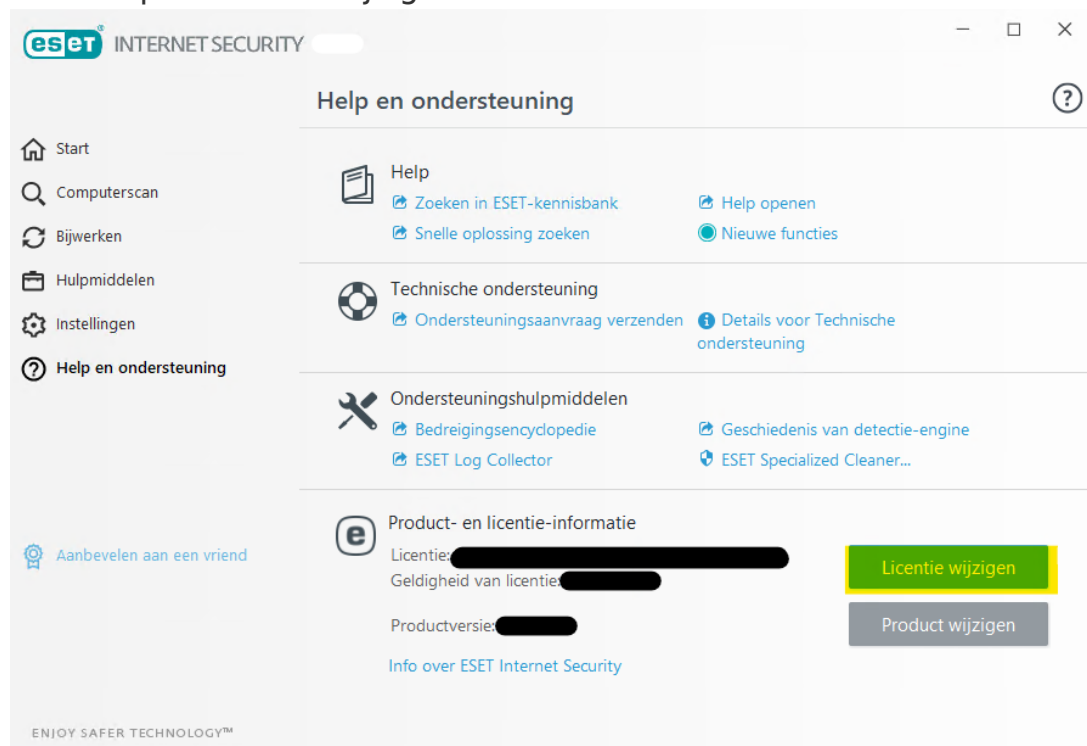 eset INTERNET SECURITY
Help en ondersteuning
Start
Computerscan
Bijwerken
Hulpmiddelen
Instellingen
Help en ondersteuning
Aanbevelen aan een vriend
Help
Zoeken in ESET-kennisbank
Help openen
Snelle oplossing zoeken
Nieuwe functies
Technische ondersteuning
Ondersteuningsaanvraag verzenden
Details voor Technische
ondersteuning
Ondersteuningshulpmiddelen
Bedreigingsencyclopedie
Geschiedenis van detectie-engine
ESET Log Collector
ESET Specialized Cleaner...
Product- en licentie-informatie
Licentie:
Geldigheid van licentie:
Licentie wijzigen
Productversie:
Product wijzigen
Info over ESET Internet Security
ENJOY SAFER TECHNOLOGY™